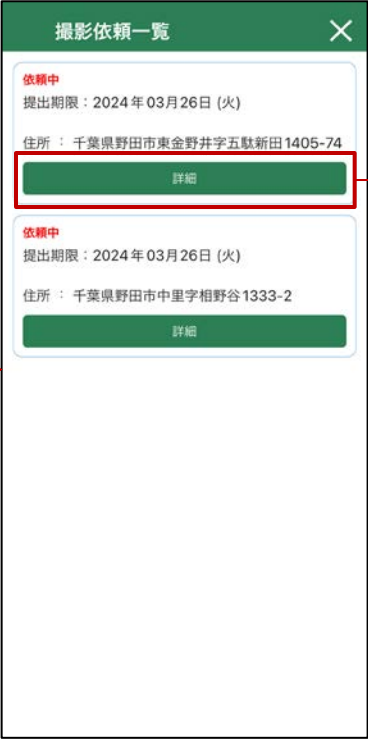 撮影依頼一覧
依頼中
提出期限：2024年03月26日 (火)
住所 ： 千葉県野田市東金野井字五駄新田1405-74
詳細
依頼中
提出期限：2024年03月26日 (火)
住所 ： 千葉県野田市中里字相野谷1333-2
詳細